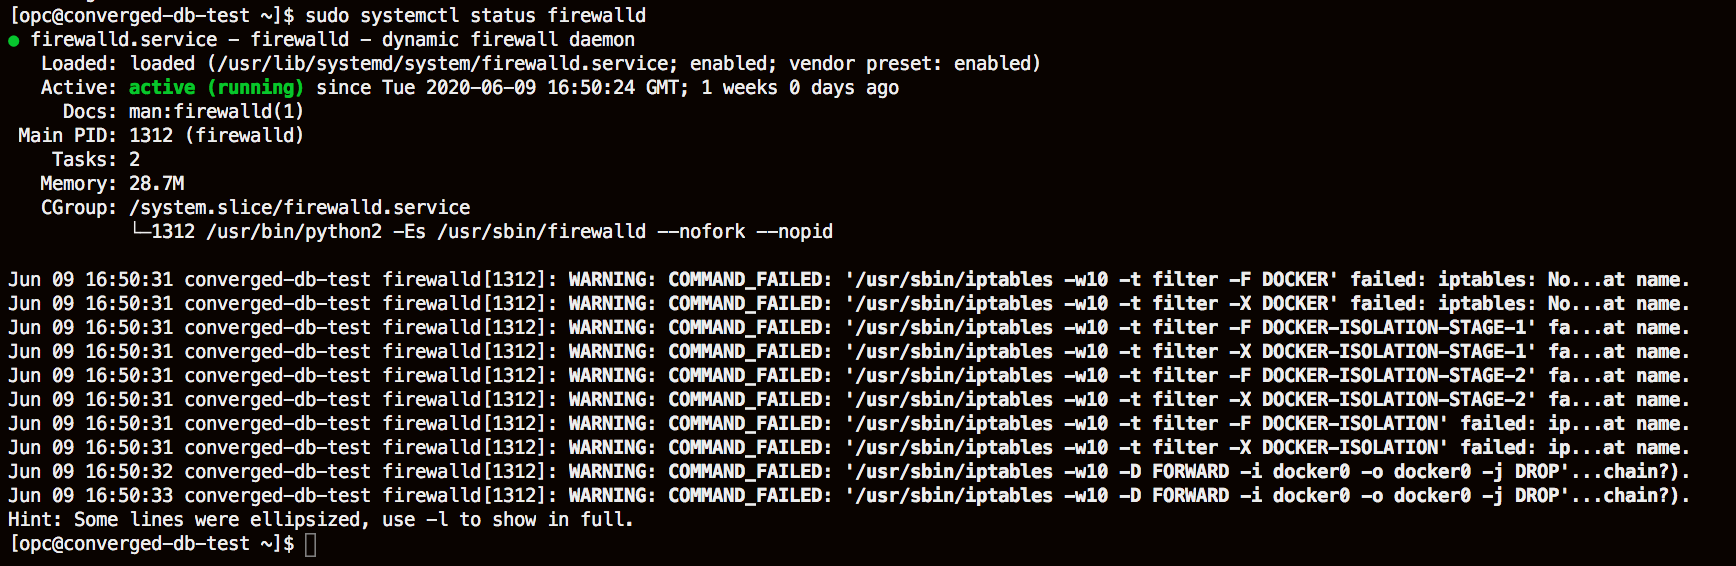 [opc@converged-db-test ~]$ sudo systemctl status firewalld
● firewalld.service - firewalld - dynamic firewall daemon
   Loaded: loaded (/usr/lib/systemd/system/firewalld.service; enabled; vendor preset: enabled)
   Active: active (running) since Tue 2020-06-09 16:50:24 GMT; 1 weeks 0 days ago
     Docs: man:firewalld(1)
 Main PID: 1312 (firewalld)
    Tasks: 2
   Memory: 28.7M
   CGroup: /system.slice/firewalld.service
           └─1312 /usr/bin/python2 -Es /usr/sbin/firewalld --nofork --nopid

Jun 09 16:50:31 converged-db-test firewalld[1312]: WARNING: COMMAND_FAILED: '/usr/sbin/iptables -w10 -t filter -F DOCKER' failed: iptables: No...at name.
Jun 09 16:50:31 converged-db-test firewalld[1312]: WARNING: COMMAND_FAILED: '/usr/sbin/iptables -w10 -t filter -X DOCKER' failed: iptables: No...at name.
Jun 09 16:50:31 converged-db-test firewalld[1312]: WARNING: COMMAND_FAILED: '/usr/sbin/iptables -w10 -t filter -F DOCKER-ISOLATION-STAGE-1' fa...at name.
Jun 09 16:50:31 converged-db-test firewalld[1312]: WARNING: COMMAND_FAILED: '/usr/sbin/iptables -w10 -t filter -X DOCKER-ISOLATION-STAGE-1' fa...at name.
Jun 09 16:50:31 converged-db-test firewalld[1312]: WARNING: COMMAND_FAILED: '/usr/sbin/iptables -w10 -t filter -F DOCKER-ISOLATION-STAGE-2' fa...at name.
Jun 09 16:50:31 converged-db-test firewalld[1312]: WARNING: COMMAND_FAILED: '/usr/sbin/iptables -w10 -t filter -X DOCKER-ISOLATION-STAGE-2' fa...at name.
Jun 09 16:50:31 converged-db-test firewalld[1312]: WARNING: COMMAND_FAILED: '/usr/sbin/iptables -w10 -t filter -F DOCKER-ISOLATION' failed: ip...at name.
Jun 09 16:50:31 converged-db-test firewalld[1312]: WARNING: COMMAND_FAILED: '/usr/sbin/iptables -w10 -t filter -X DOCKER-ISOLATION' failed: ip...at name.
Jun 09 16:50:32 converged-db-test firewalld[1312]: WARNING: COMMAND_FAILED: '/usr/sbin/iptables -w10 -D FORWARD -i docker0 -o docker0 -j DROP'...chain?).
Jun 09 16:50:33 converged-db-test firewalld[1312]: WARNING: COMMAND_FAILED: '/usr/sbin/iptables -w10 -D FORWARD -i docker0 -o docker0 -j DROP'...chain?).
Hint: Some lines were ellipsized, use -l to show in full.
[opc@converged-db-test ~]$